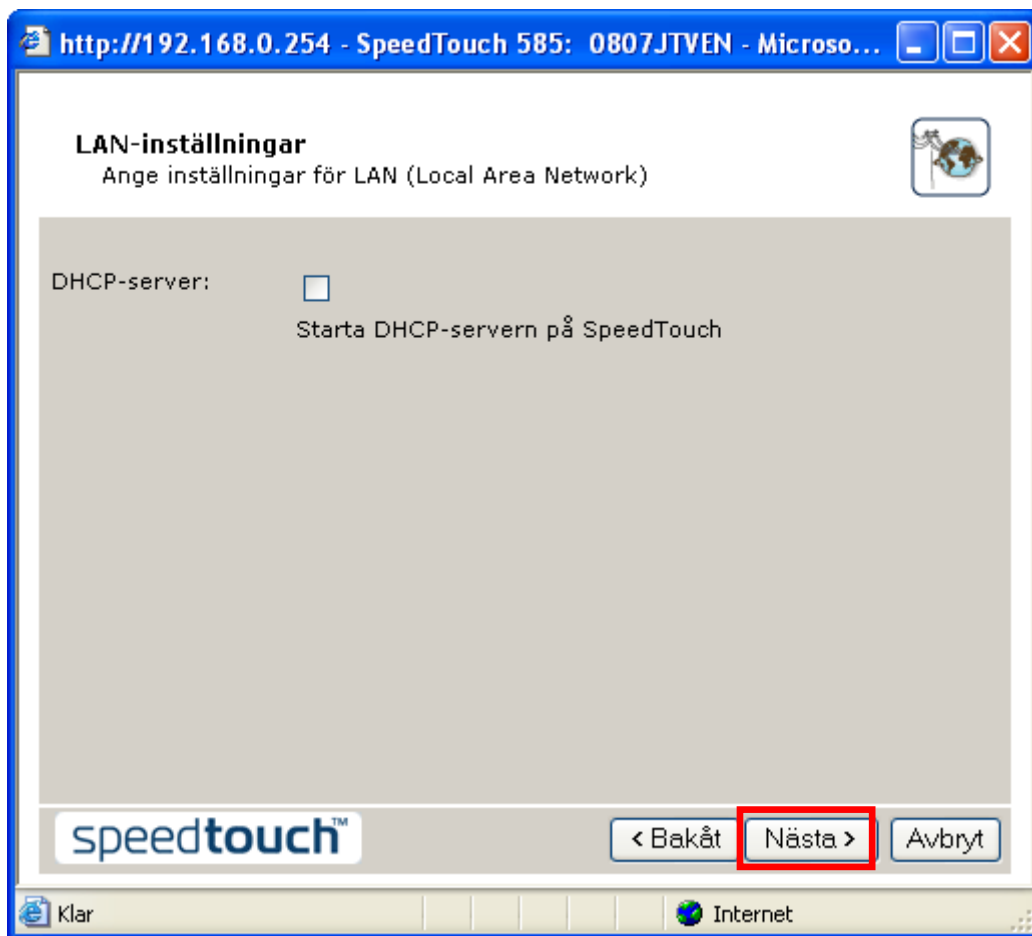 http://192.168.0.254 - SpeedTouch 585: 0807JTVEN - Microso...
LAN-inställningar
Ange inställningar för LAN (Local Area Network)
DHCP-server:
Starta DHCP-servern på SpeedTouch
speedtouch™
< Bakåt
Nästa >
Avbryt
Klar
Internet